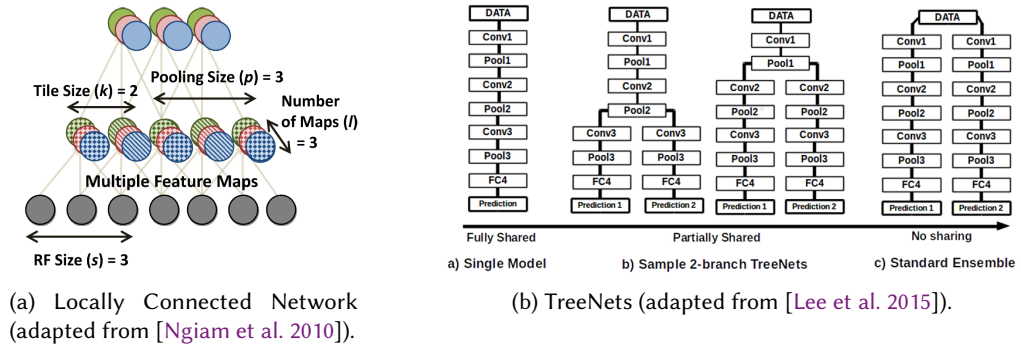 Pooling Size (p) = 3
Tile Size (k) = 2
Number
of Maps (l)
= 3
Multiple Feature Maps
RF Size (s) = 3
(a) Locally Connected Network
(adapted from [Ngiam et al. 2010]).
DATA
Conv1
Pool1
Conv2
Pool2
Conv3
Pool3
FC4
Prediction
DATA
Conv1
Pool1
Conv2
Pool2
Conv3 Conv3
Pool3 Pool3
FC4 FC4
Prediction 1 Prediction 2
DATA
Conv1
Pool1
Conv2 Conv2
Pool2 Pool2
Conv3 Conv3
Pool3 Pool3
FC4 FC4
Prediction 1 Prediction 2
DATA
Conv1 Conv1
Pool1 Pool1
Conv2 Conv2
Pool2 Pool2
Conv3 Conv3
Pool3 Pool3
FC4 FC4
Prediction 1 Prediction 2
Fully Shared Partially Shared No sharing
a) Single Model b) Sample 2-branch TreeNets c) Standard Ensemble
(b) TreeNets (adapted from [Lee et al. 2015]).